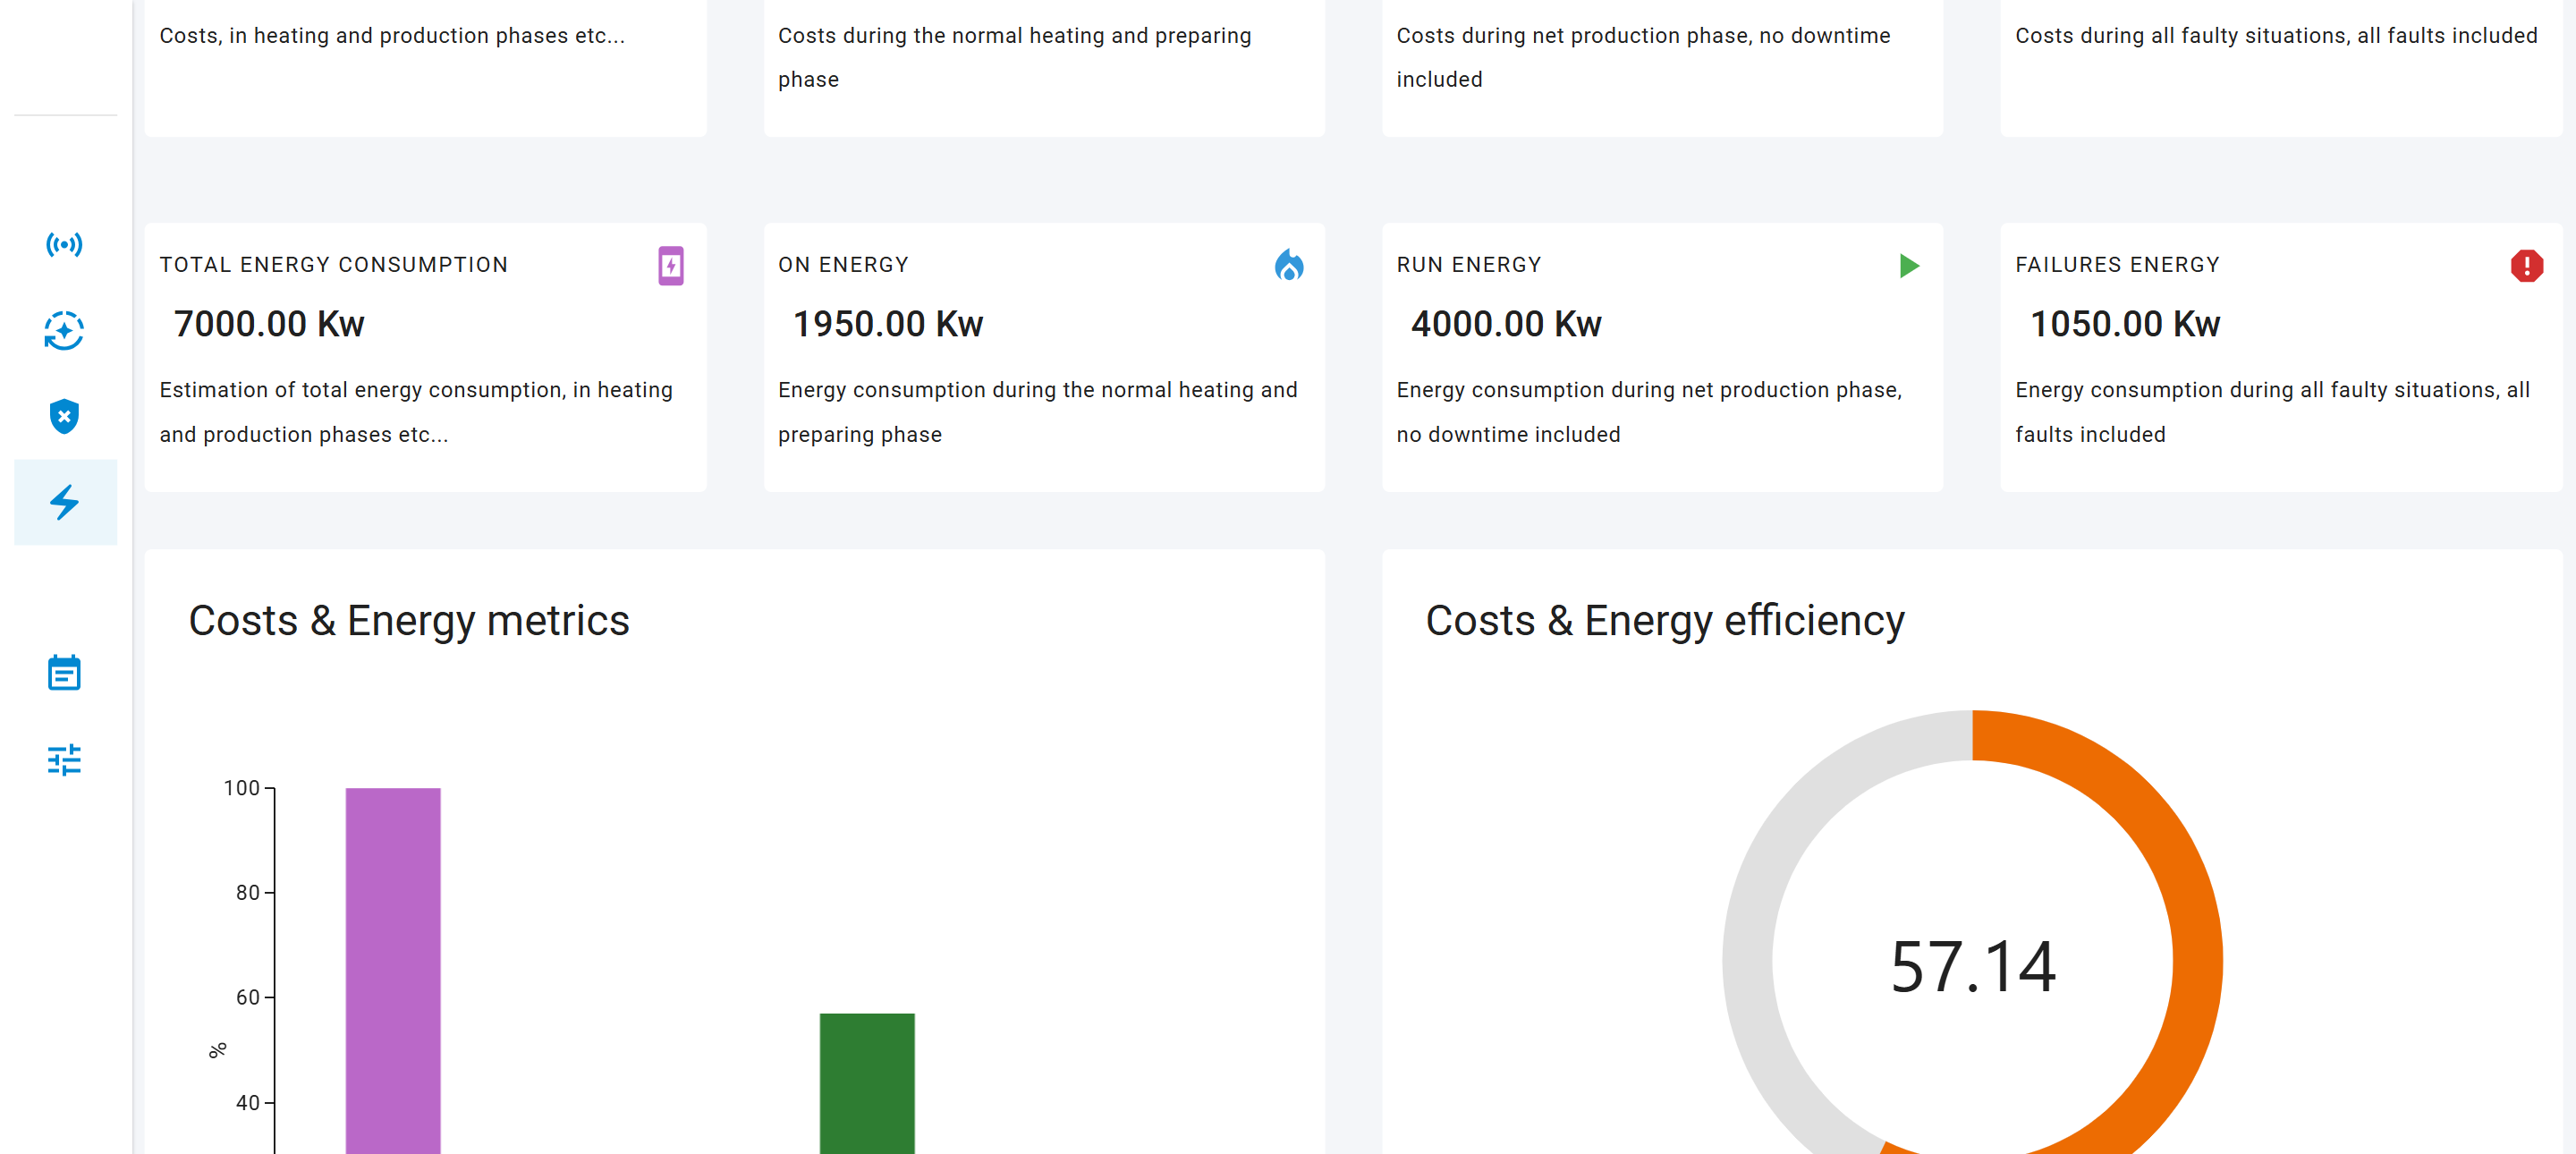 Costs, in heating and production phases etc...
Costs during the normal heating and preparing
phase
Costs during net production phase, no downtime
included
Costs during all faulty situations, all faults included
TOTAL ENERGY CONSUMPTION
7000.00 Kw
Estimation of total energy consumption, in heating
and production phases etc...
ON ENERGY
1950.00 Kw
Energy consumption during the normal heating and
preparing phase
RUN ENERGY
4000.00 Kw
Energy consumption during net production phase,
no downtime included
FAILURES ENERGY
1050.00 Kw
Energy consumption during all faulty situations, all
faults included
Costs & Energy metrics
100
80
60
%
40
Costs & Energy efficiency
57.14